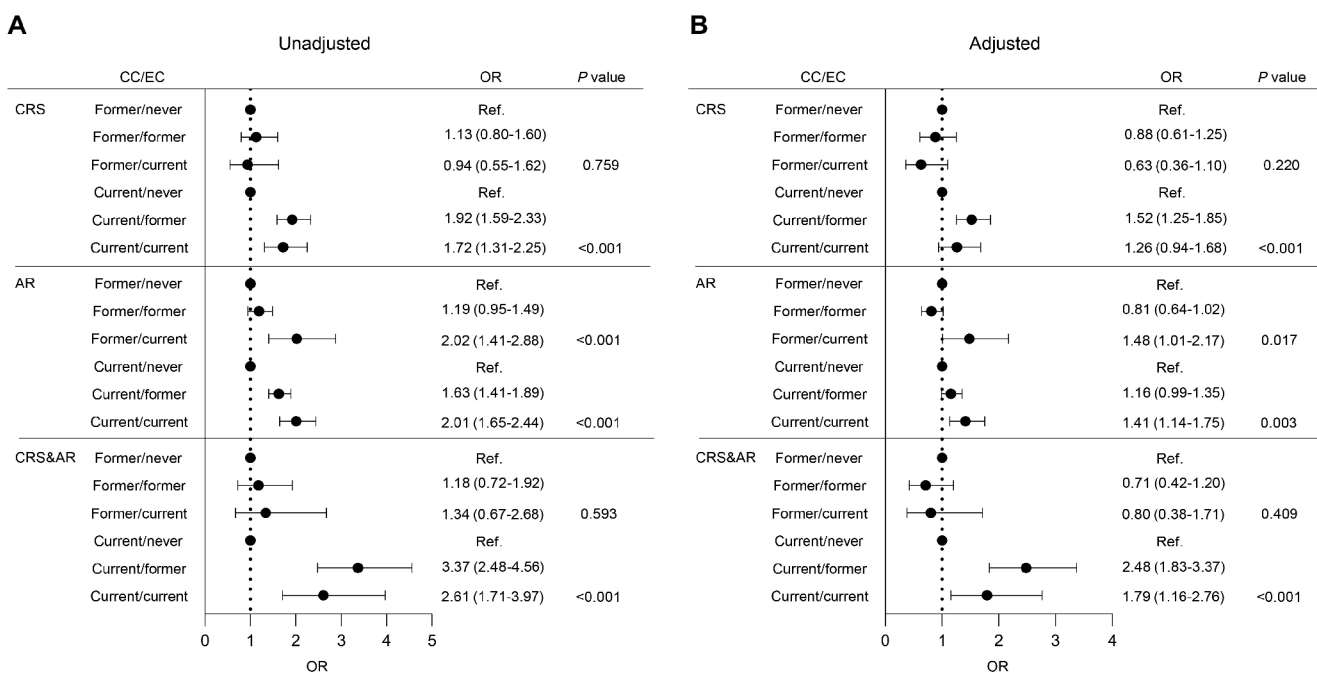 A
Unadjusted
CC/EC OR P value
CRS Former/never Ref.
Former/former 1.13 (0.80-1.60)
Former/current 0.94 (0.55-1.62) 0.759
Current/never Ref.
Current/former 1.92 (1.59-2.33)
Current/current 1.72 (1.31-2.25) <0.001
AR Former/never Ref.
Former/former 1.19 (0.95-1.49)
Former/current 2.02 (1.41-2.88) <0.001
Current/never Ref.
Current/former 1.63 (1.41-1.89)
Current/current 2.01 (1.65-2.44) <0.001
CRS&AR Former/never Ref.
Former/former 1.18 (0.72-1.92)
Former/current 1.34 (0.67-2.68) 0.593
Current/never Ref.
Current/former 3.37 (2.48-4.56)
Current/current 2.61 (1.71-3.97) <0.001
0 1 2 3 4 5
OR
B
Adjusted
CC/EC OR P value
CRS Former/never Ref.
Former/former 0.88 (0.61-1.25)
Former/current 0.63 (0.36-1.10) 0.220
Current/never Ref.
Current/former 1.52 (1.25-1.85)
Current/current 1.26 (0.94-1.68) <0.001
AR Former/never Ref.
Former/former 0.81 (0.64-1.02)
Former/current 1.48 (1.01-2.17) 0.017
Current/never Ref.
Current/former 1.16 (0.99-1.35)
Current/current 1.41 (1.14-1.75) 0.003
CRS&AR Former/never Ref.
Former/former 0.71 (0.42-1.20)
Former/current 0.80 (0.38-1.71) 0.409
Current/never Ref.
Current/former 2.48 (1.83-3.37)
Current/current 1.79 (1.16-2.76) <0.001
0 1 2 3 4
OR